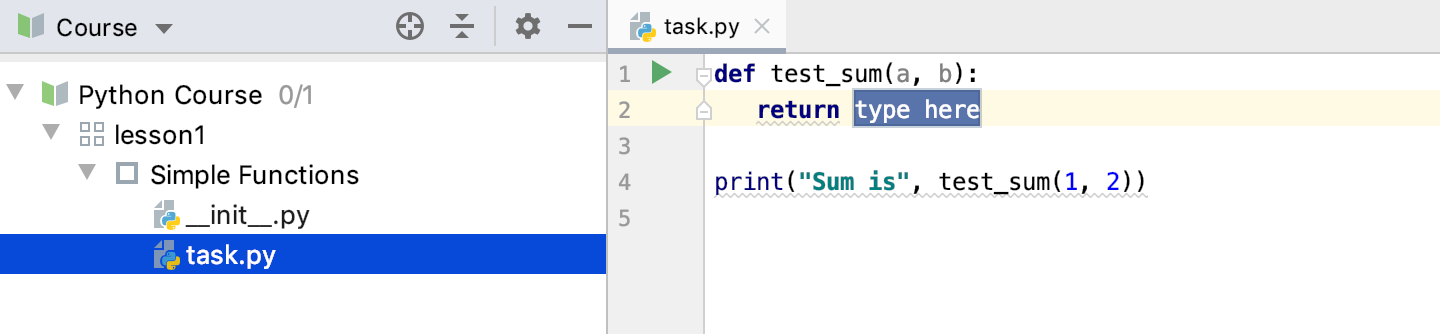 Course
Python Course 0/1
lesson1
Simple Functions
__init__.py
task.py
task.py
1 def test_sum(a, b):
2 return type here
3
4 print("Sum is", test_sum(1, 2))
5